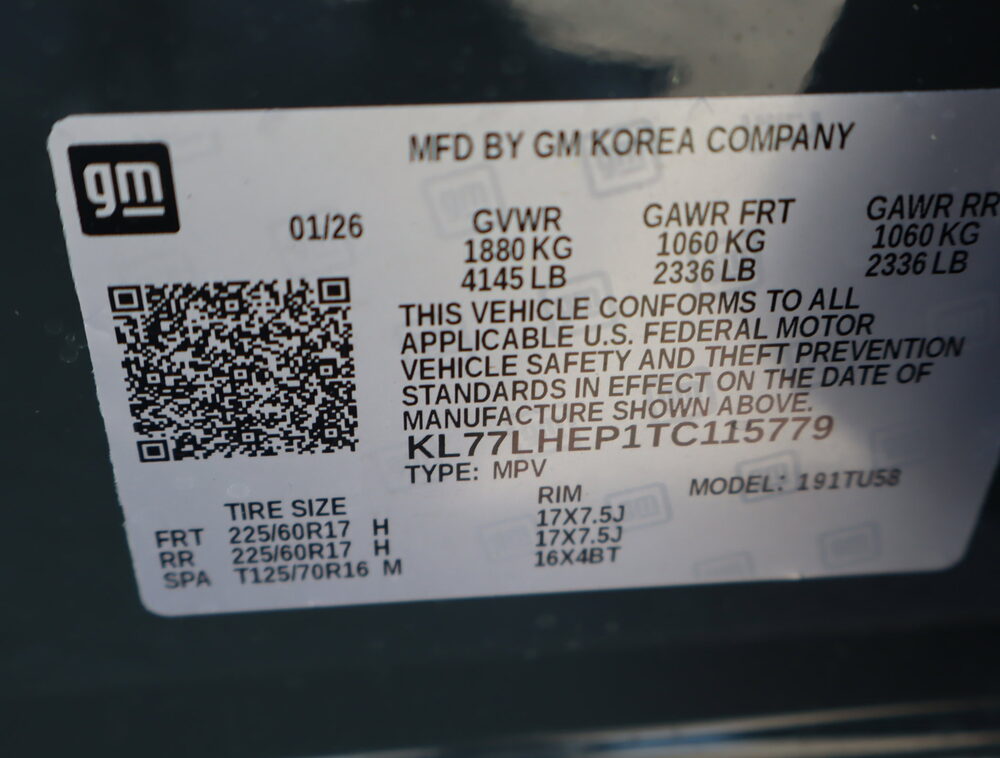 gm
MFD BY GM KOREA COMPANY
01/26
GVWR GAWR FRT GAWR RR
1880 KG 1060 KG 1060 KG
4145 LB 2336 LB 2336 LB
THIS VEHICLE CONFORMS TO ALL
APPLICABLE U.S. FEDERAL MOTOR
VEHICLE SAFETY AND THEFT PREVENTION
STANDARDS IN EFFECT ON THE DATE OF
MANUFACTURE SHOWN ABOVE.
KL77LHEP1TC115779
TYPE: MPV
MODEL: 191TU58
TIRE SIZE RIM
FRT 225/60R17 H 17X7.5J
RR 225/60R17 H 17X7.5J
SPA T125/70R16 M 16X4BT